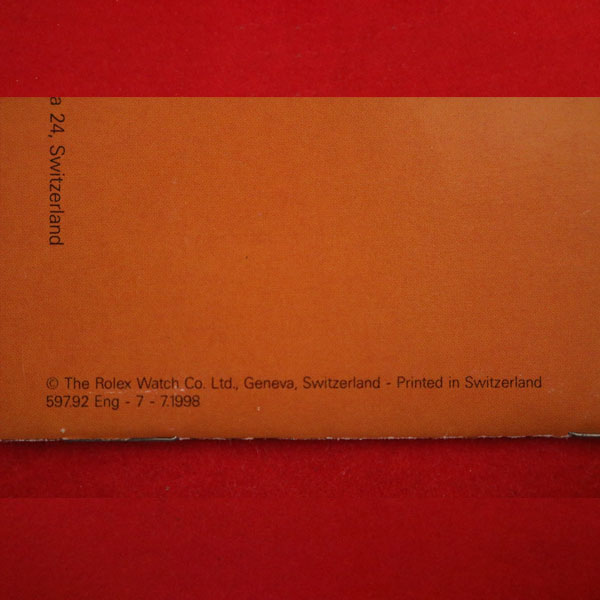 a 24, Switzerland
© The Rolex Watch Co. Ltd., Geneva, Switzerland - Printed in Switzerland
597.92 Eng - 7 - 7.1998